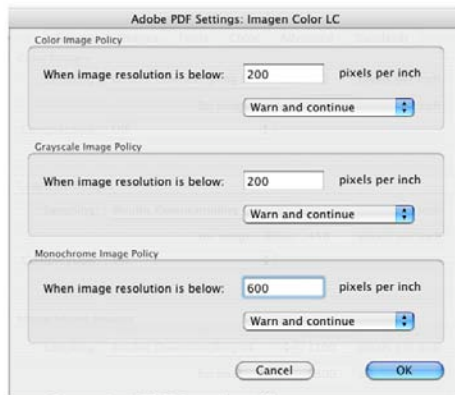 Adobe PDF Settings: Imagen Color LC
Color Image Policy
When image resolution is below: 200 pixels per inch
Warn and continue
Grayscale Image Policy
When image resolution is below: 200 pixels per inch
Warn and continue
Monochrome Image Policy
When image resolution is below: 600 pixels per inch
Warn and continue
Cancel OK